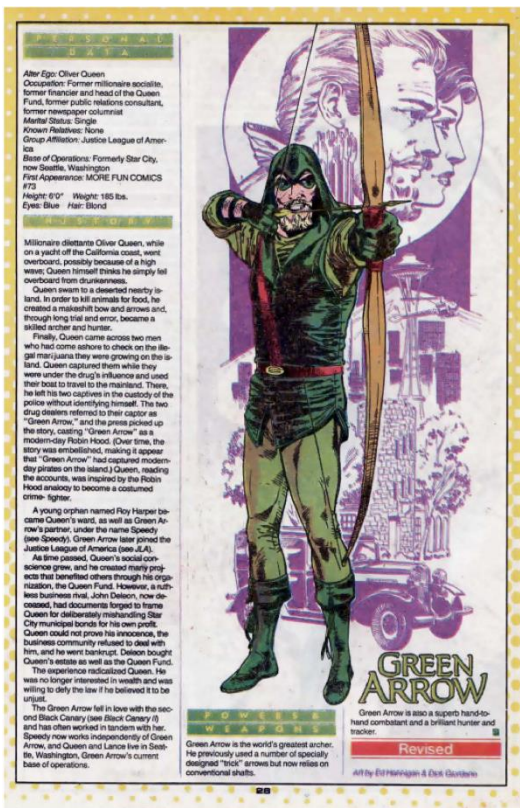 PERSONAL
DATA
Alter Ego: Oliver Queen
Occupation: Former millionaire socialite,
former financier and head of the Queen
Fund, former public relations consultant,
former newspaper columnist
Marital Status: Single
Known Relatives: None
Group Affiliation: Justice League of Amer-
ica
Base of Operations: Formerly Star City,
now Seattle, Washington
First Appearance: MORE FUN COMICS
#73
Height: 6'0" Weight: 185 lbs.
Eyes: Blue Hair: Blond
HISTORY
Millionaire dilettante Oliver Queen, while
on a yacht off the California coast, went
overboard, possibly because of a high
wave; Queen himself thinks he simply fell
overboard from drunkenness.
Queen swam to a deserted nearby is-
land. In order to kill animals for food, he
created a makeshift bow and arrows and,
through long trial and error, became a
skilled archer and hunter.
Finally, Queen came across two men
who had come ashore to check on the ille-
gal marijuana they were growing on the is-
land. Queen captured them while they
were under the drug's influence and used
their boat to travel to the mainland. There,
he left his two captives in the custody of the
police without identifying himself. The two
drug dealers referred to their captor as
"Green Arrow," and the press picked up
the story, casting "Green Arrow" as a
modern-day Robin Hood. (Over time, the
story was embellished, making it appear
that "Green Arrow" had captured modern-
day pirates on the island.) Queen, reading
the accounts, was inspired by the Robin
Hood analogy to become a costumed
crime- fighter.
A young orphan named Roy Harper be-
came Queen's ward, as well as Green Ar-
row's partner, under the name Speedy
(see Speedy). Green Arrow later joined the
Justice League of America (see JLA).
As time passed, Queen's social con-
science grew, and he created many proj-
ects that benefited others through his orga-
nization, the Queen Fund. However, a ruth-
less business rival, John Deleon, now de-
ceased, had documents forged to frame
Queen for deliberately mishandling Star
City municipal bonds for his own profit.
Queen could not prove his innocence, the
business community refused to deal with
him, and he went bankrupt. Deleon bought
Queen's estate as well as the Queen Fund.
The experience radicalized Queen. He
was no longer interested in wealth and was
willing to defy the law if he believed it to be
unjust.
The Green Arrow fell in love with the sec-
ond Black Canary (see Black Canary II)
and has often worked in tandem with her.
Speedy now works independently of Green
Arrow, and Queen and Lance live in Seat-
tle, Washington, Green Arrow's current
base of operations.
POWERS &
WEAPONS
Green Arrow is the world's greatest archer.
He previously used a number of specially
designed "trick" arrows but now relies on
conventional shafts.
GREEN
ARROW
Green Arrow is also a superb hand-to-
hand combatant and a brilliant hunter and
tracker.
Revised
Art by Ed Hannigan & Dick Giordano
28